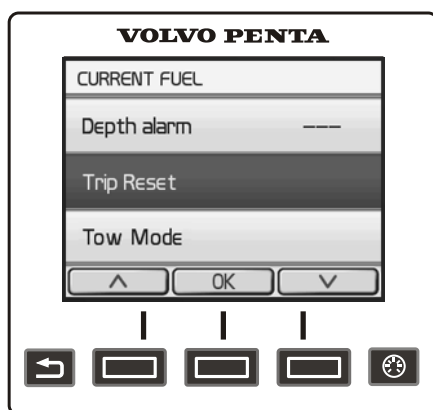 VOLVO PENTA
CURRENT FUEL
Depth alarm ---
Trip Reset
Tow Mode
OK